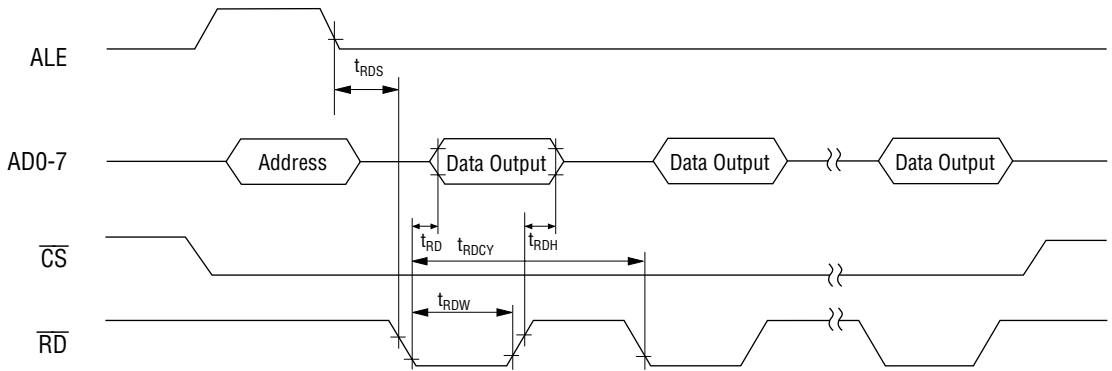 ALE
tRDS
AD0-7
Address
Data Output
Data Output
Data Output
tRD
tRDCY
tRDH
CS
tRDW
RD